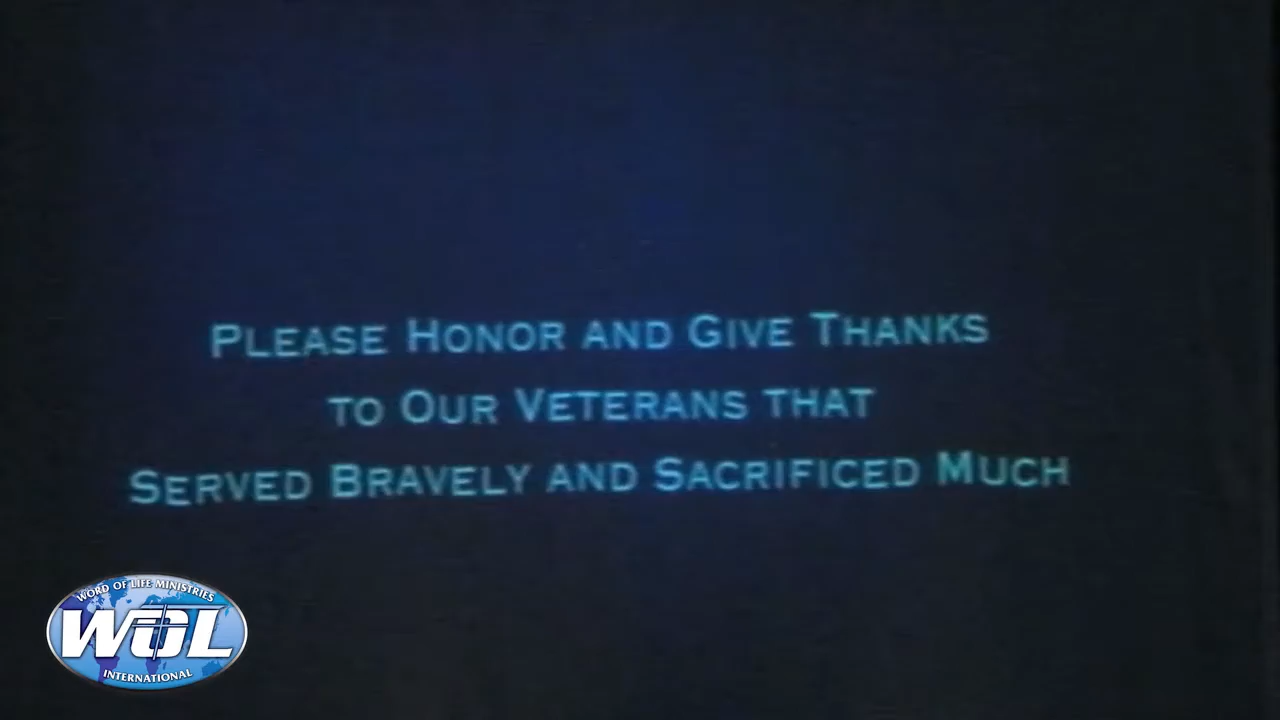 PLEASE HONOR AND GIVE THANKS
TO OUR VETERANS THAT
SERVED BRAVELY AND SACRIFICED MUCH
WORD OF LIFE MINISTRIES
WOL
INTERNATIONAL